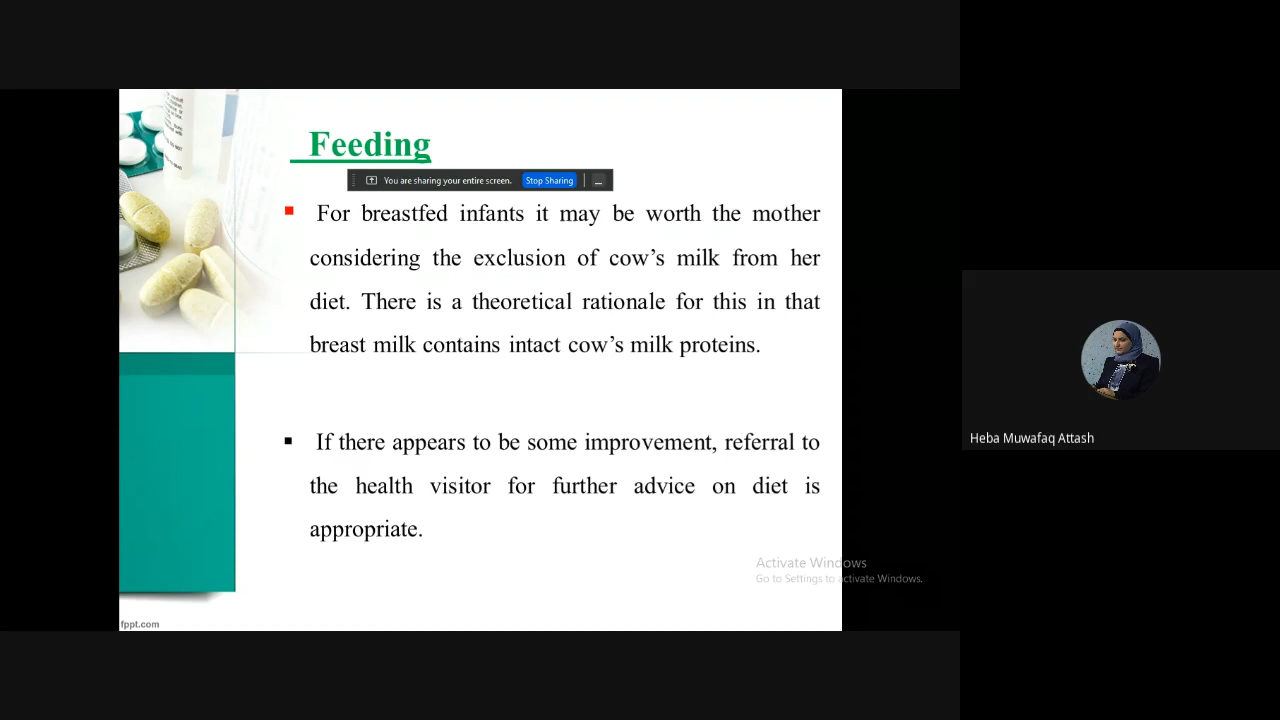 Feeding
You are sharing your entire screen. Stop Sharing
▪ For breastfed infants it may be worth the mother
considering the exclusion of cow’s milk from her
diet. There is a theoretical rationale for this in that
breast milk contains intact cow’s milk proteins.
Heba Muwafaq Attash
▪ If there appears to be some improvement, referral to
the health visitor for further advice on diet is
appropriate.
Activate Windows
Go to Settings to activate Windows.
fppt.com